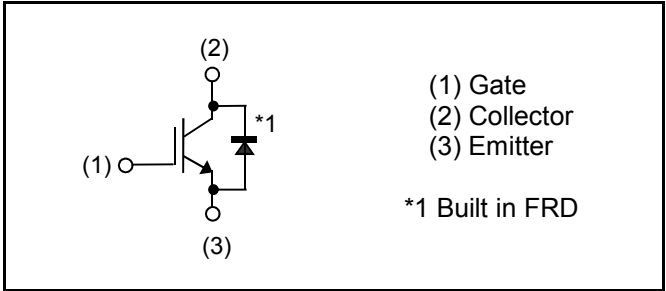 (2)
*1
(1)
(3)
(1) Gate
(2) Collector
(3) Emitter
*1 Built in FRD